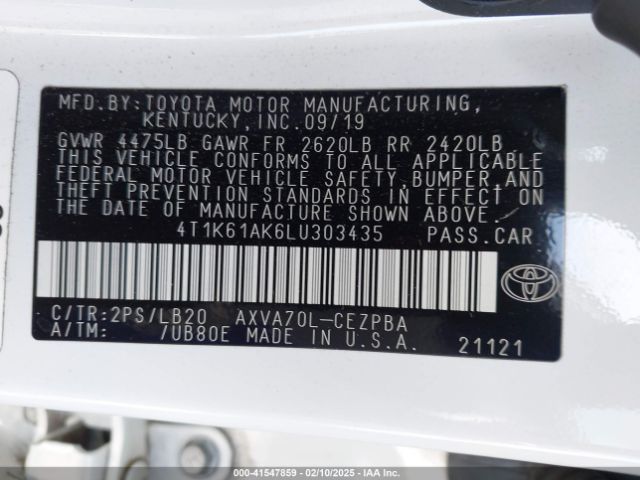 MFD.BY:TOYOTA MOTOR MANUFACTURING,
KENTUCKY,INC.09/19
GVWR 4475LB GAWR FR 2620LB RR 2420LB
THIS VEHICLE CONFORMS TO ALL APPLICABLE
FEDERAL MOTOR VEHICLE SAFETY,BUMPER,AND
THEFT PREVENTION STANDARDS IN EFFECT ON
THE DATE OF MANUFACTURE SHOWN ABOVE.
4T1K61AK6LU303435 PASS.CAR
C/TR:2PS/LB20 AXVA70L-CEZPBA
A/TM: /UB80E MADE IN U.S.A. 21121
TOYOTA
000-41547859 — 02/10/2025 — IAA Inc.